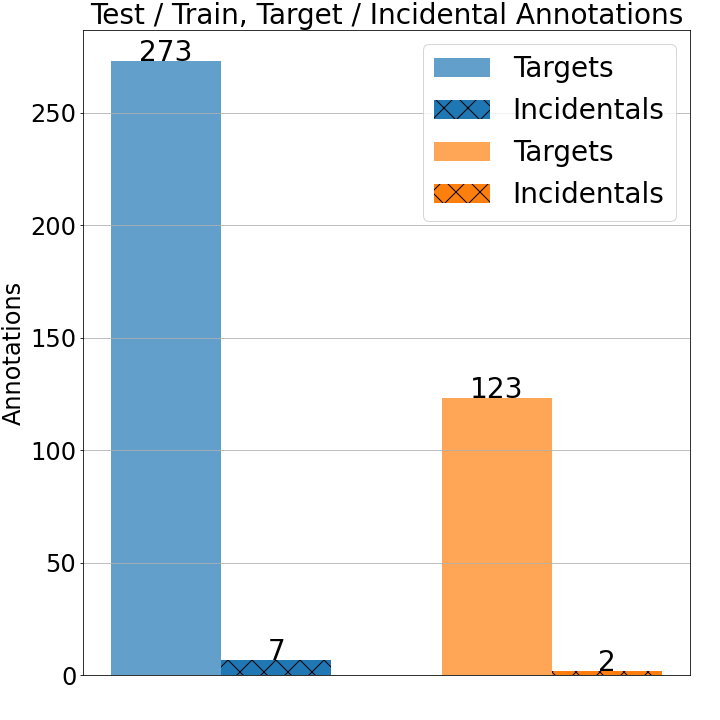 Test / Train, Target / Incidental Annotations
273
Targets
Incidentals
Targets
Incidentals
250
200
150
123
100
50
7
2
0
Annotations